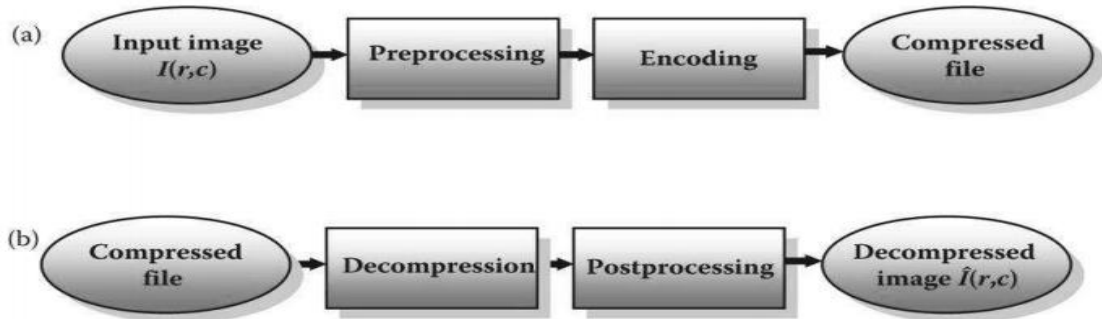 (a)
Input image
I(r,c)
Preprocessing
Encoding
Compressed
file
(b)
Compressed
file
Decompression
Postprocessing
Decompressed
image Î(r,c)